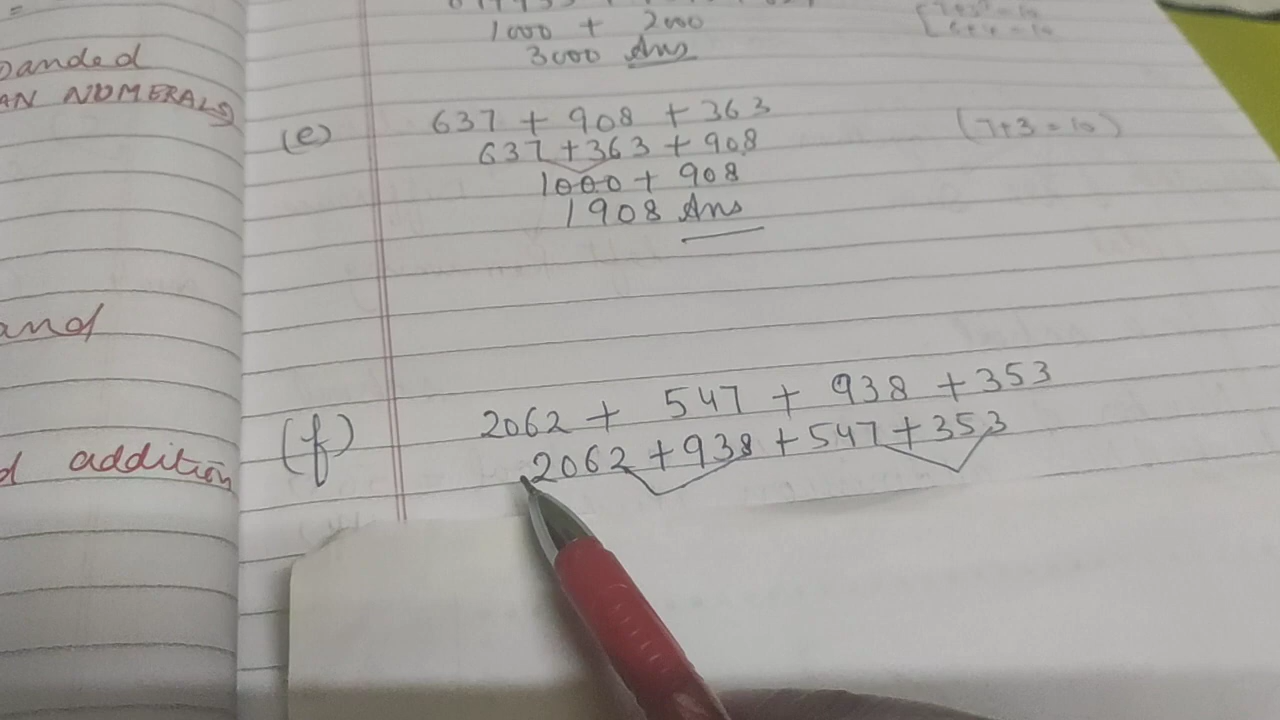 anded
AN NUMERALS
and
d addition
1000 + 2000
3000 Ans
(e) 637 + 908 + 363 (7+3=10)
637 + 363 + 908
1000 + 908
1908 Ans
(f) 2062 + 547 + 938 + 353
2062 + 938 + 547 + 353